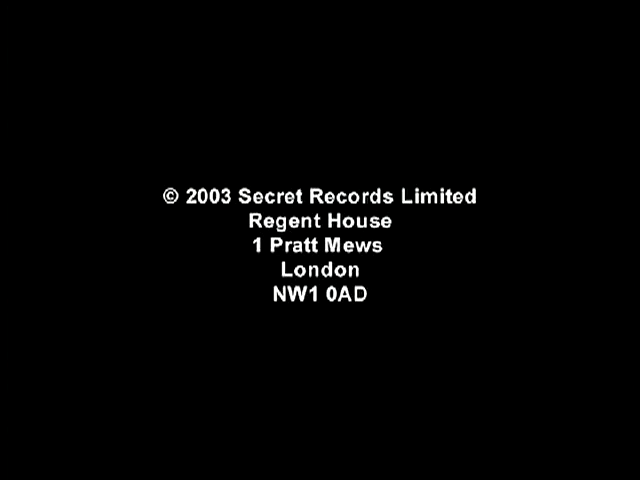 © 2003 Secret Records Limited
Regent House
1 Pratt Mews
London
NW1 0AD